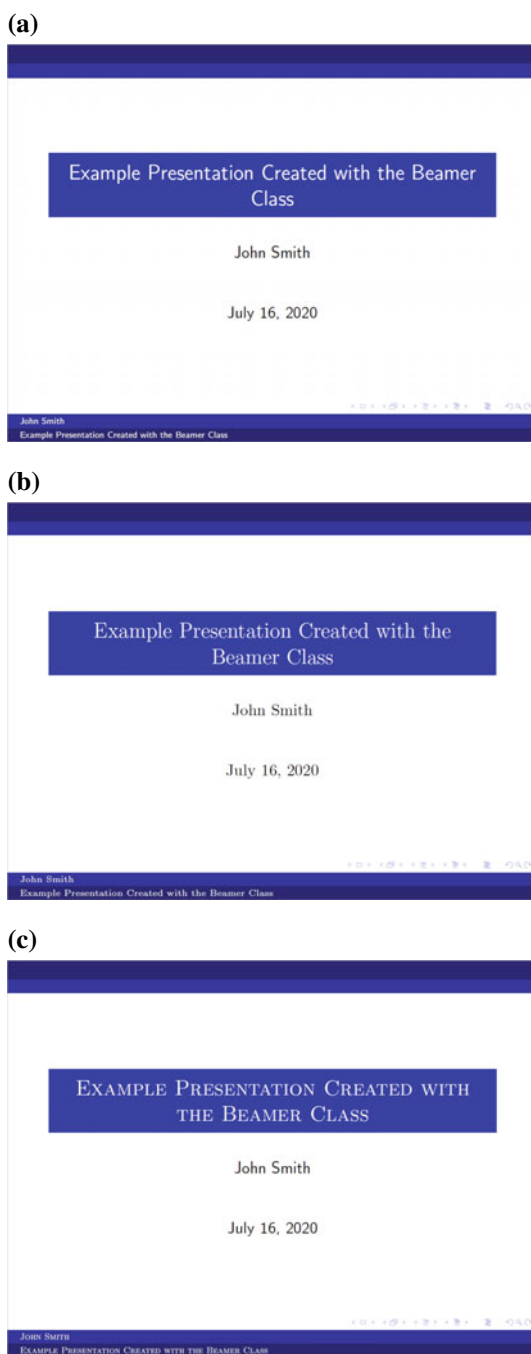 (a)
Example Presentation Created with the Beamer
Class
John Smith
July 16, 2020
John Smith
Example Presentation Created with the Beamer Class
(b)
Example Presentation Created with the
Beamer Class
John Smith
July 16, 2020
John Smith
Example Presentation Created with the Beamer Class
(c)
EXAMPLE PRESENTATION CREATED WITH
THE BEAMER CLASS
John Smith
July 16, 2020
JOHN SMITH
EXAMPLE PRESENTATION CREATED WITH THE BEAMER CLASS